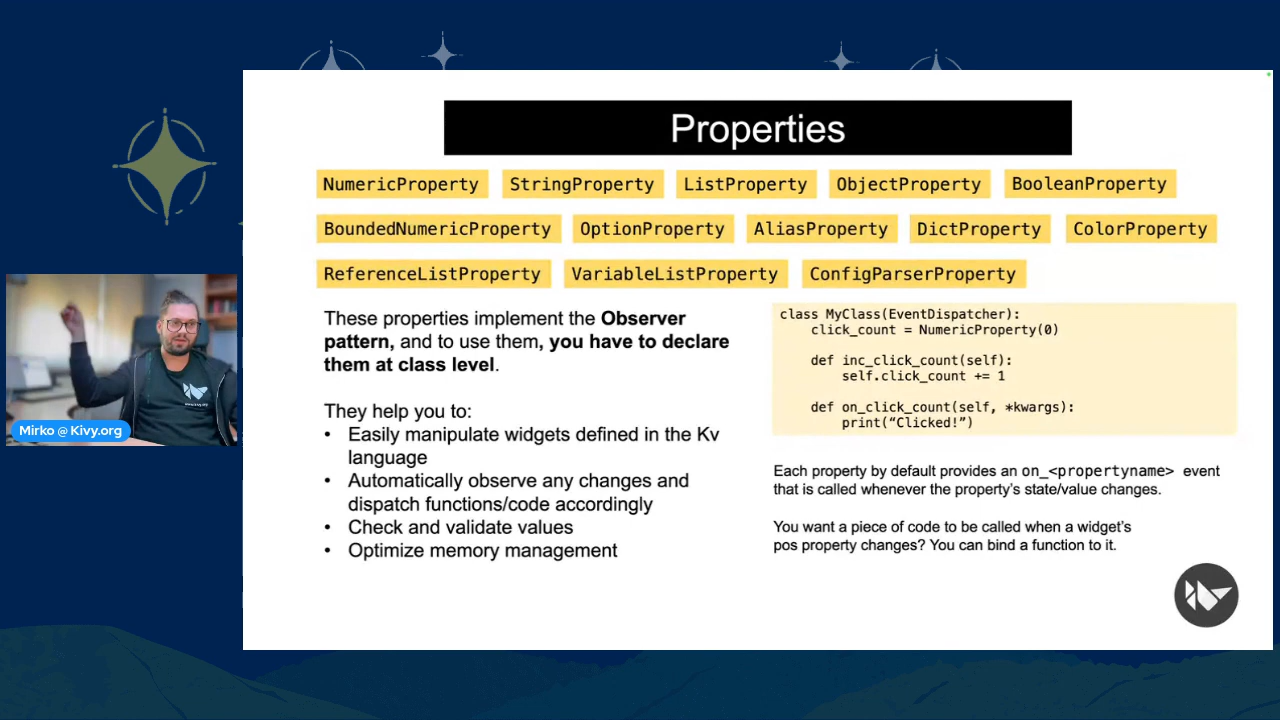 Properties
NumericProperty StringProperty ListProperty ObjectProperty BooleanProperty
BoundedNumericProperty OptionProperty AliasProperty DictProperty ColorProperty
ReferenceListProperty VariableListProperty ConfigParserProperty
These properties implement the Observer
pattern, and to use them, you have to declare
them at class level.
They help you to:
• Easily manipulate widgets defined in the Kv
language
• Automatically observe any changes and
dispatch functions/code accordingly
• Check and validate values
• Optimize memory management
class MyClass(EventDispatcher):
click_count = NumericProperty(0)
def inc_click_count(self):
self.click_count += 1
def on_click_count(self, *kwargs):
print(“Clicked!”)
Each property by default provides an on_<propertyname> event
that is called whenever the property’s state/value changes.
You want a piece of code to be called when a widget’s
pos property changes? You can bind a function to it.
Mirko @ Kivy.org